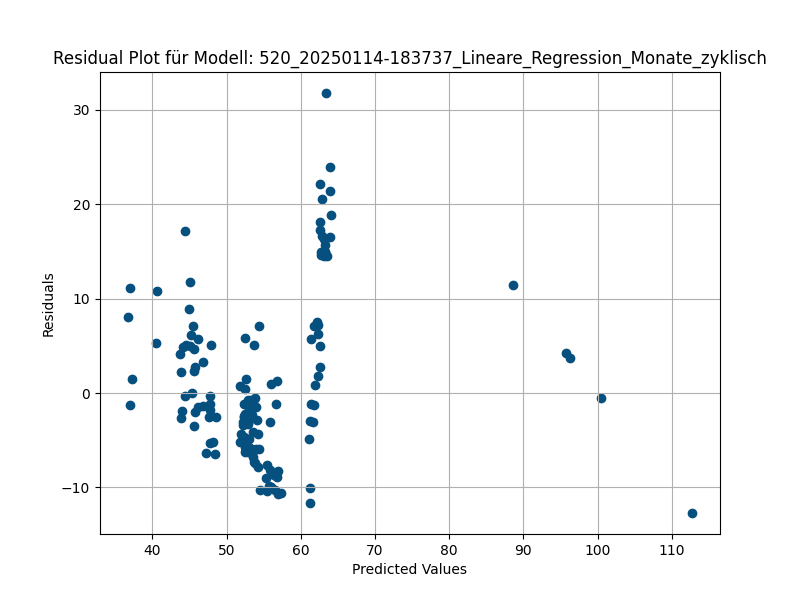 Residual Plot für Modell: 520_20250114-183737_Lineare_Regression_Monate_zyklisch
30
20
10
0
−10
Residuals
40 50 60 70 80 90 100 110
Predicted Values